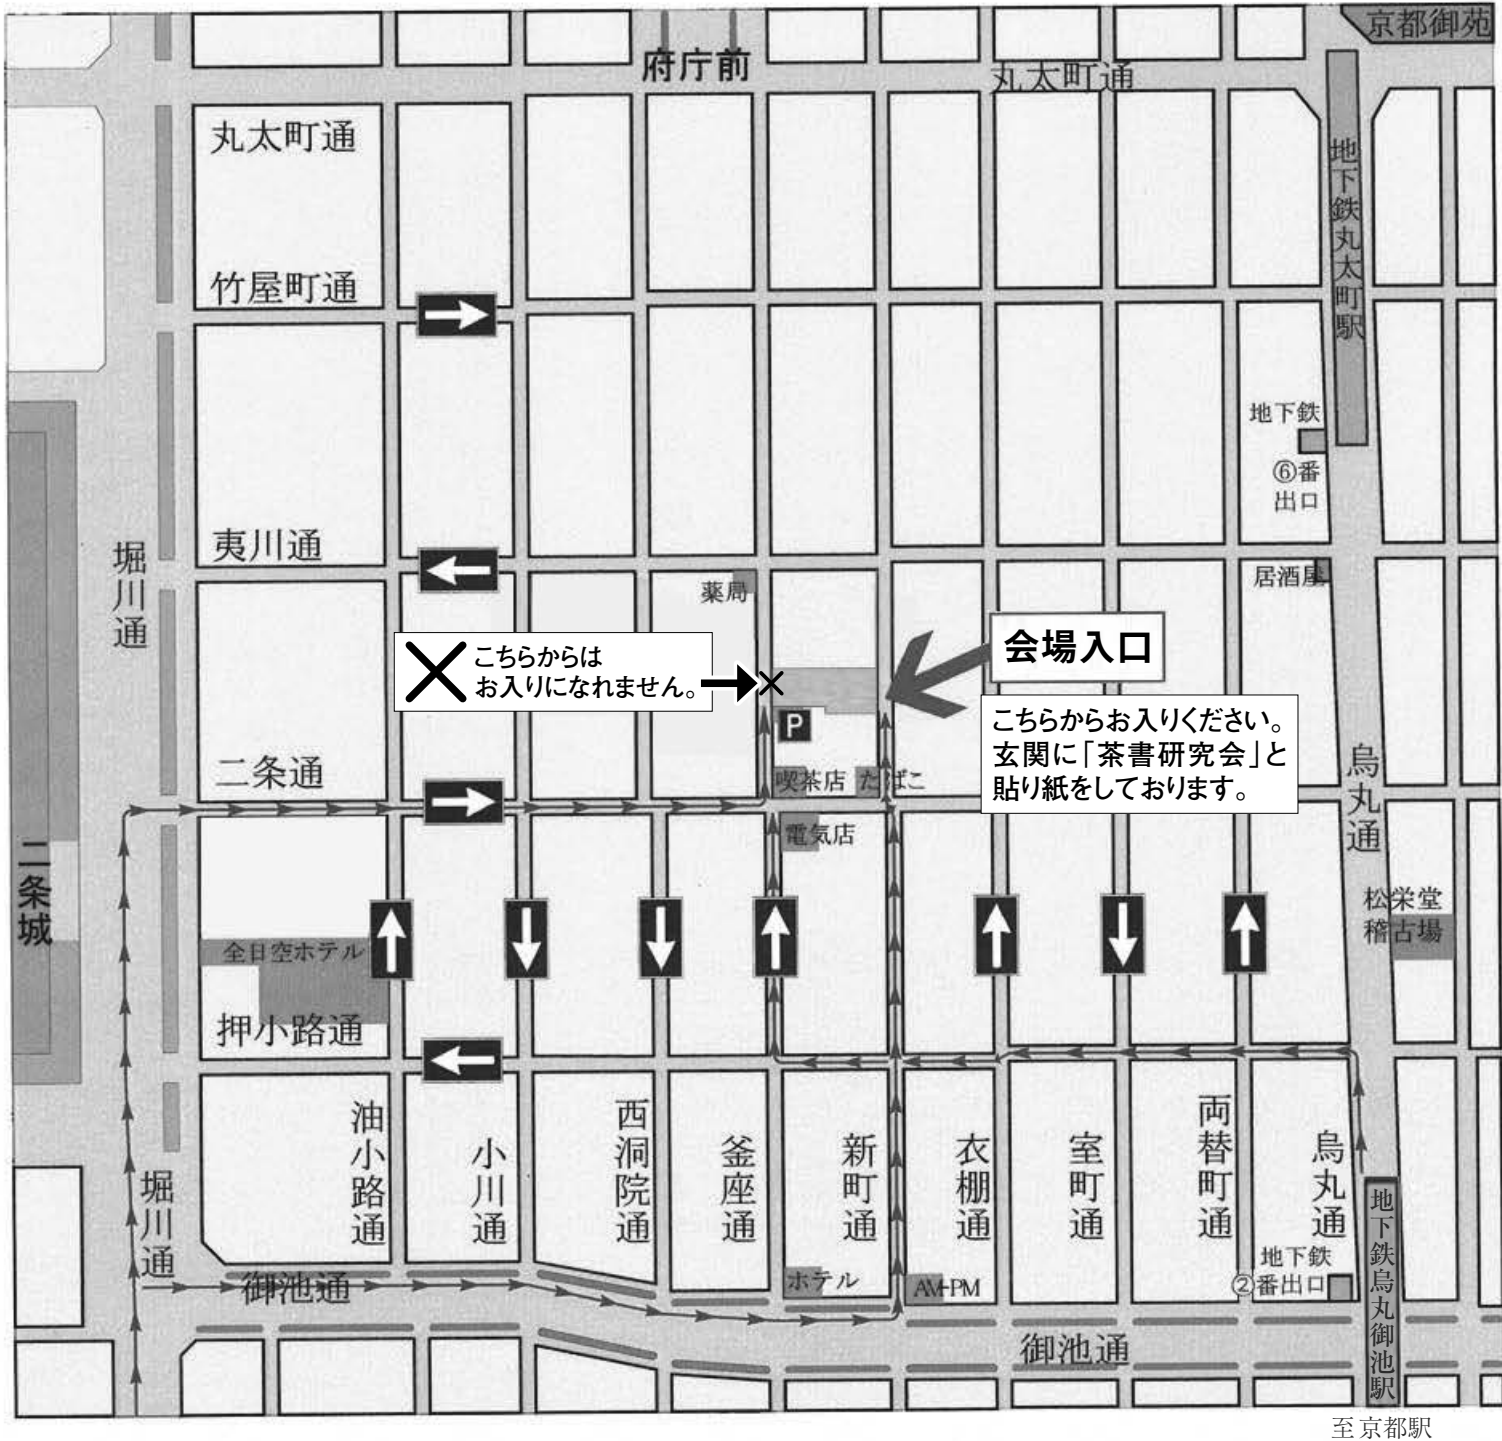 京都御苑
府庁前
丸太町通
丸太町通
地下鉄丸太町駅
竹屋町通
地下鉄
⑥番
出口
夷川通
堀川通
薬局
居酒屋
こちらからは
お入りになれません。
会場入口
こちらからお入りください。
玄関に「茶書研究会」と
貼り紙をしております。
P
二条通
喫茶店
たばこ
烏丸通
電気店
二条城
松栄堂
稽古場
全日空ホテル
押小路通
油小路通
小川通
西洞院通
釜座通
新町通
衣棚通
室町通
両替町通
烏丸通
堀川通
地下鉄烏丸御池駅
地下鉄
②番出口
御池通
ホテル
AM-PM
御池通
至京都駅